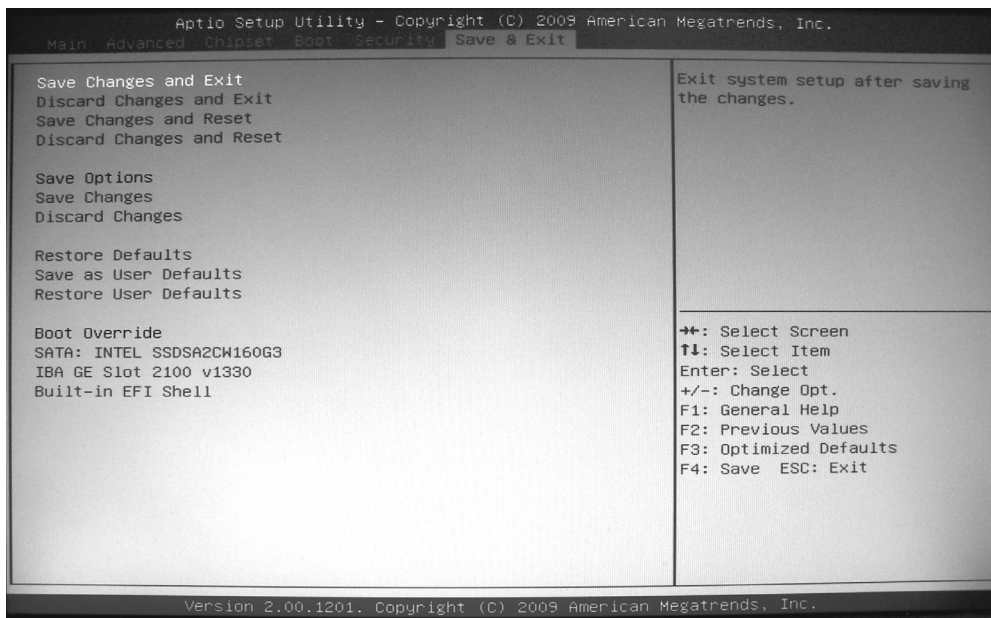 Aptio Setup Utility – Copyright (C) 2009 American Megatrends, Inc.
Main Advanced Chipset Boot Security Save & Exit
Save Changes and Exit
Discard Changes and Exit
Save Changes and Reset
Discard Changes and Reset
Save Options
Save Changes
Discard Changes
Restore Defaults
Save as User Defaults
Restore User Defaults
Boot Override
SATA: INTEL SSDSA2CW160G3
IBA GE Slot 2100 v1330
Built-in EFI Shell
Exit system setup after saving
the changes.
→←: Select Screen
↑↓: Select Item
Enter: Select
+/-: Change Opt.
F1: General Help
F2: Previous Values
F3: Optimized Defaults
F4: Save ESC: Exit
Version 2.00.1201. Copyright (C) 2009 American Megatrends, Inc.